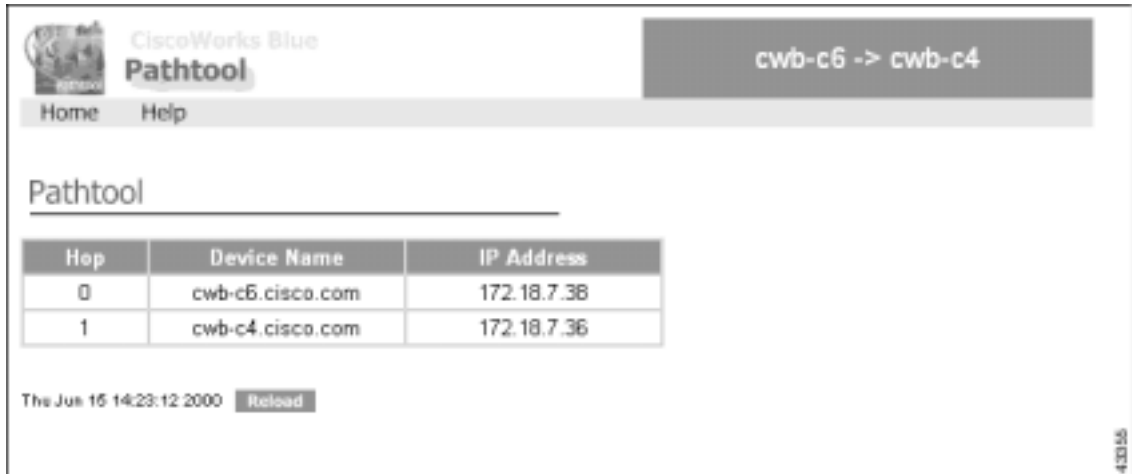 CiscoWorks Blue
Pathtool
cwb-c6 -> cwb-c4
Home Help
Pathtool
Hop Device Name IP Address
0 cwb-c6.cisco.com 172.18.7.38
1 cwb-c4.cisco.com 172.18.7.36
Thu Jun 15 14:23:12 2000 Reload
43355